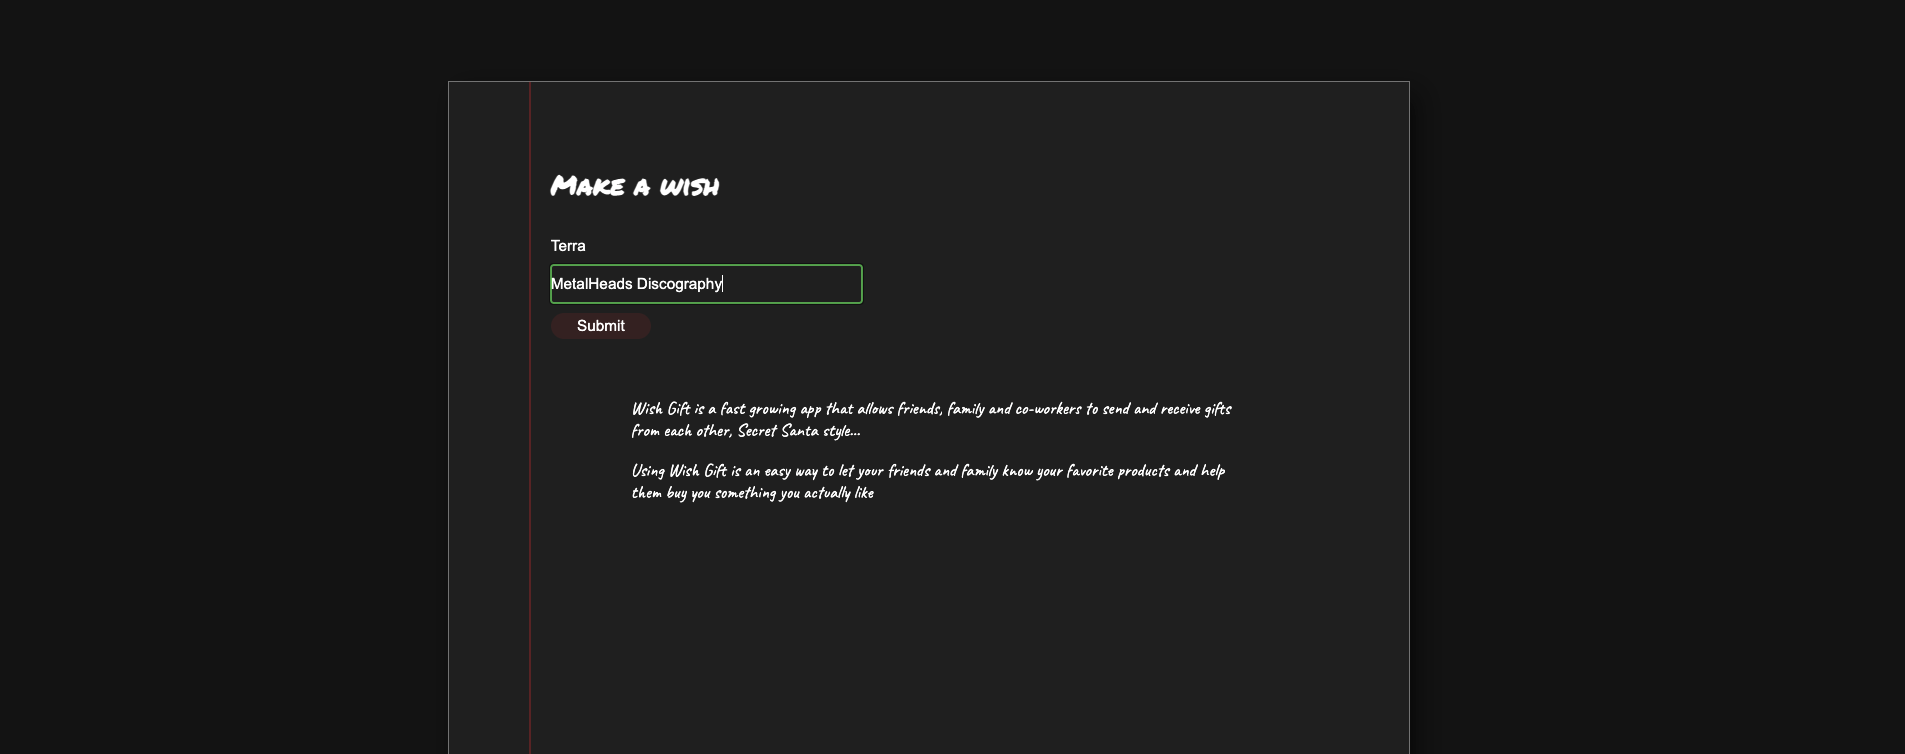 Make a wish
Terra
MetalHeads Discography
Submit
Wish Gift is a fast growing app that allows friends, family and co-workers to send and receive gifts
from each other, Secret Santa style...
Using Wish Gift is an easy way to let your friends and family know your favorite products and help
them buy you something you actually like